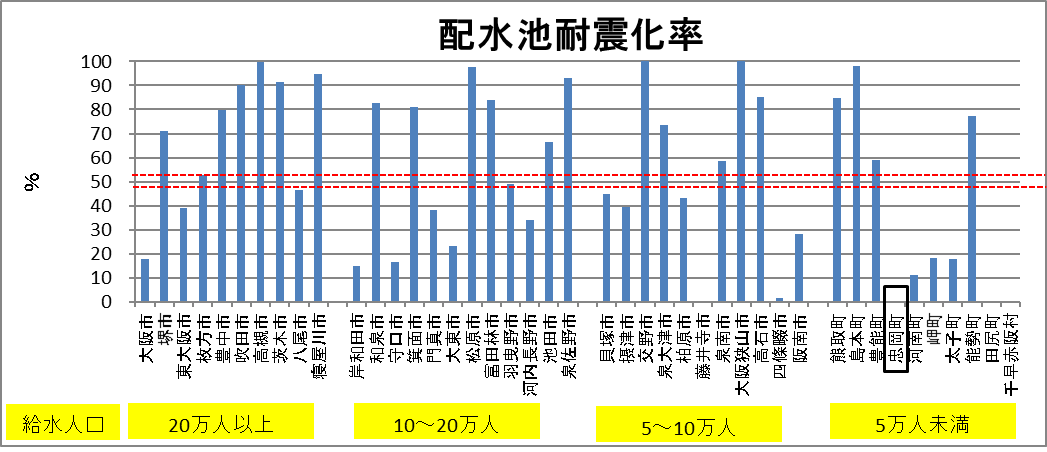 配水池耐震化率
100
90
80
70
60
50
40
30
20
10
0
%
大阪市
堺市
東大阪市
枚方市
豊中市
吹田市
高槻市
茨木市
八尾市
寝屋川市
岸和田市
和泉市
守口市
箕面市
門真市
大東市
松原市
富田林市
羽曳野市
河内長野市
池田市
泉佐野市
貝塚市
摂津市
交野市
泉大津市
柏原市
藤井寺市
泉南市
大阪狭山市
高石市
四條畷市
阪南市
熊取町
島本町
豊能町
忠岡町
河南町
岬町
太子町
能勢町
田尻町
千早赤阪村
給水人口
20万人以上
10～20万人
5～10万人
5万人未満